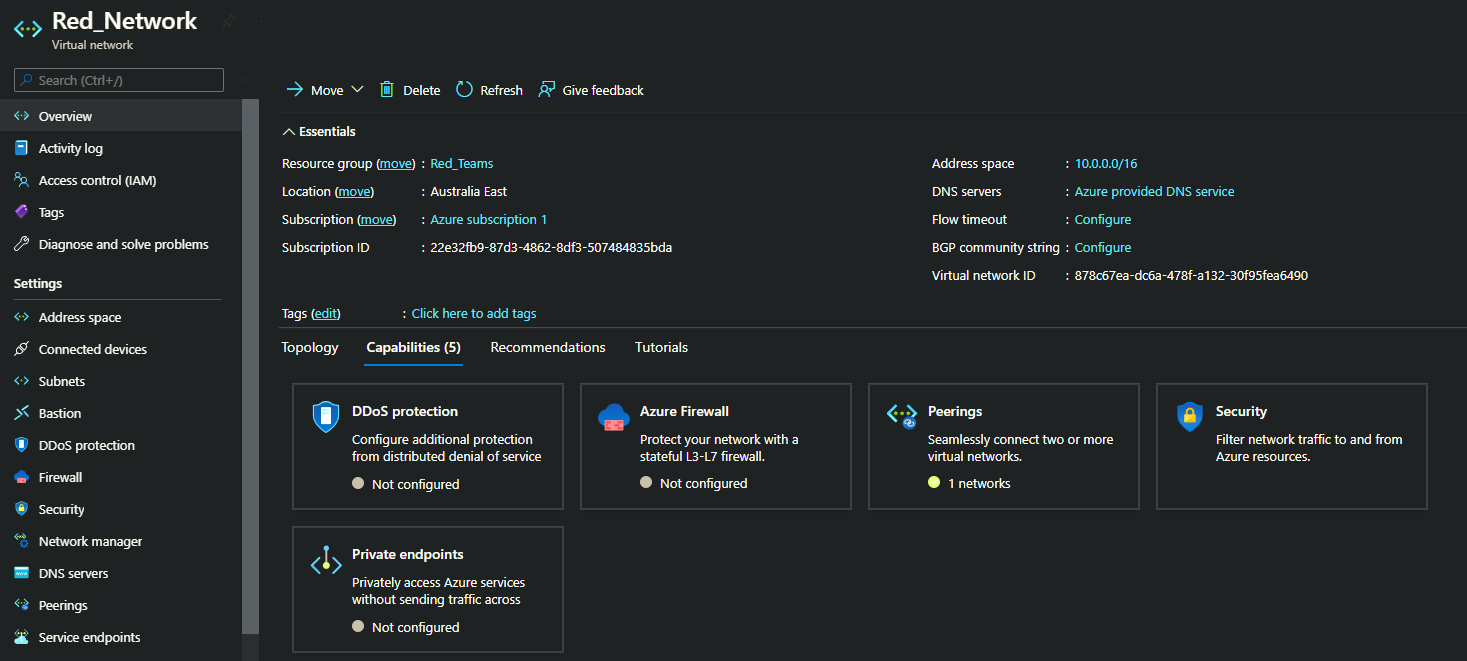 Red_Network
Virtual network
Search (Ctrl+/)
Overview
Activity log
Access control (IAM)
Tags
Diagnose and solve problems
Settings
Address space
Connected devices
Subnets
Bastion
DDoS protection
Firewall
Security
Network manager
DNS servers
Peerings
Service endpoints
Move
Delete
Refresh
Give feedback
Essentials
Resource group (move) : Red_Teams
Location (move) : Australia East
Subscription (move) : Azure subscription 1
Subscription ID : 22e32fb9-87d3-4862-8df3-507484835bda
Address space : 10.0.0.0/16
DNS servers : Azure provided DNS service
Flow timeout : Configure
BGP community string : Configure
Virtual network ID : 878c67ea-dc6a-478f-a132-30f95fea6490
Tags (edit) : Click here to add tags
Topology
Capabilities (5)
Recommendations
Tutorials
DDoS protection
Configure additional protection
from distributed denial of service
Not configured
Azure Firewall
Protect your network with a
stateful L3-L7 firewall.
Not configured
Peerings
Seamlessly connect two or more
virtual networks.
1 networks
Security
Filter network traffic to and from
Azure resources.
Private endpoints
Privately access Azure services
without sending traffic across
Not configured